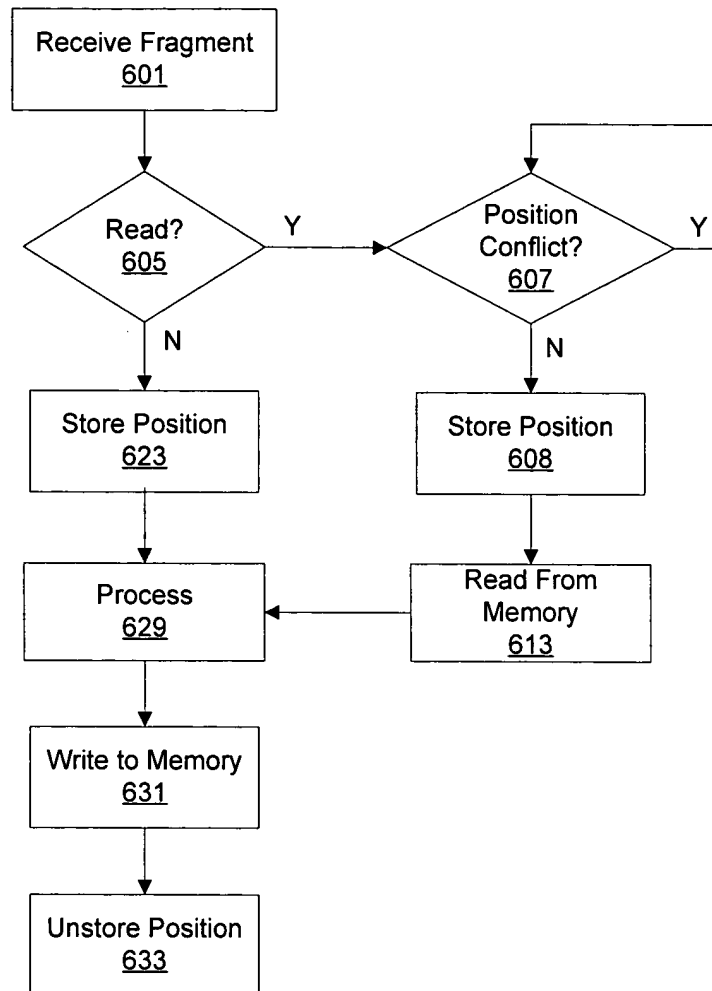 Receive Fragment
601
Read?
605
Y
Position
Conflict?
607
Y
N
N
Store Position
623
Store Position
608
Process
629
Read From
Memory
613
Write to Memory
631
Unstore Position
633